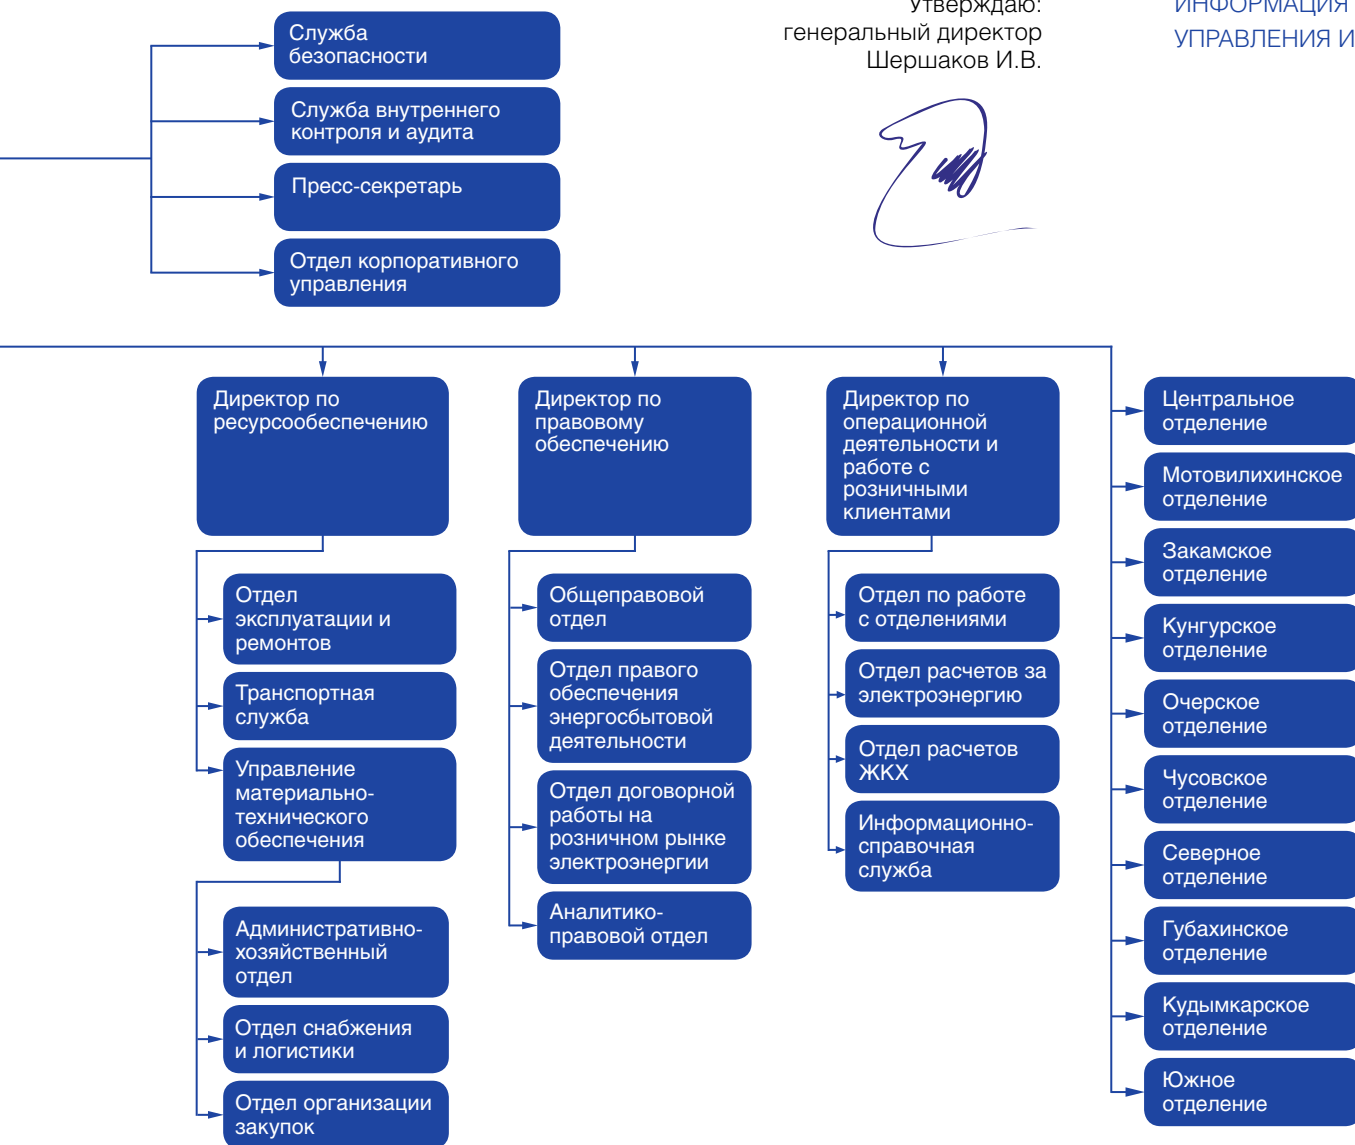 Утверждаю:
генеральный директор
Шершаков И.В.
ИНФОРМАЦИЯ
УПРАВЛЕНИЯ И
Служба
безопасности
Служба внутреннего
контроля и аудита
Пресс-секретарь
Отдел корпоративного
управления
Директор по
ресурсообеспечению
Отдел
эксплуатации и
ремонтов
Транспортная
служба
Управление
материально-
технического
обеспечения
Административно-
хозяйственный
отдел
Отдел снабжения
и логистики
Отдел организации
закупок
Директор по
правовому
обеспечению
Общеправовой
отдел
Отдел правого
обеспечения
энергосбытовой
деятельности
Отдел договорной
работы на
розничном рынке
электроэнергии
Аналитико-
правовой отдел
Директор по
операционной
деятельности и
работе с
розничными
клиентами
Отдел по работе
с отделениями
Отдел расчетов за
электроэнергию
Отдел расчетов
ЖКХ
Информационно-
справочная
служба
Центральное
отделение
Мотовилихинское
отделение
Закамское
отделение
Кунгурское
отделение
Очерское
отделение
Чусовское
отделение
Северное
отделение
Губахинское
отделение
Кудымкарское
отделение
Южное
отделение